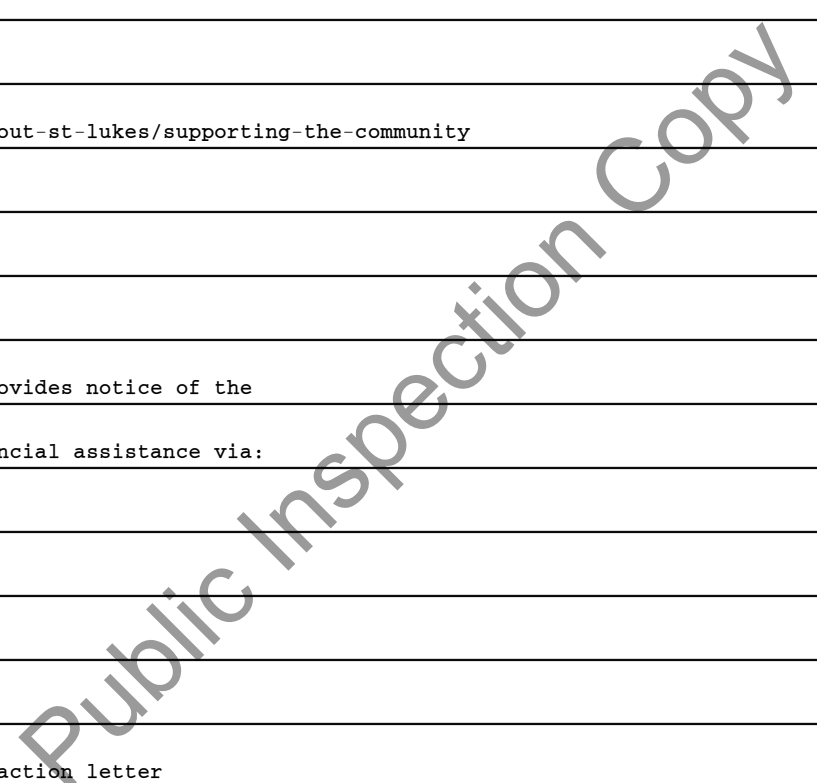 out-st-lukes/supporting-the-community
ovides notice of the
ncial assistance via:
action letter
Public Inspection Copy